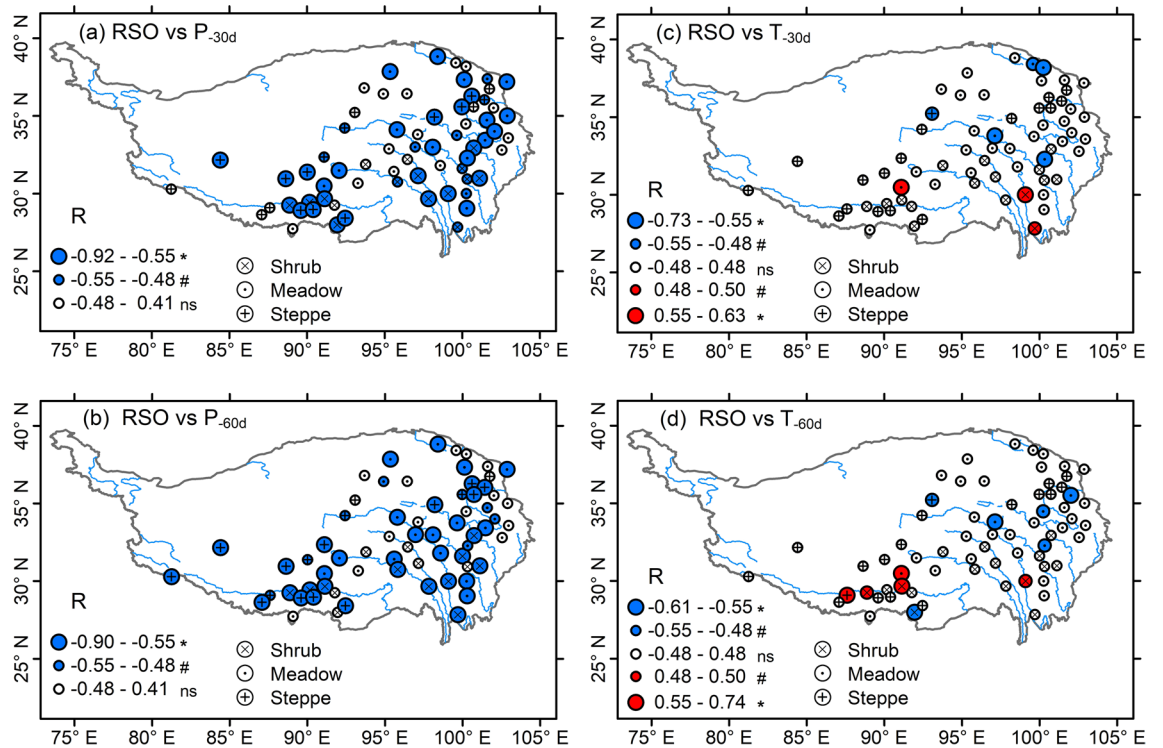 (a) RSO vs P-30d
40° N
35° N
30° N
25° N
R
-0.92 - -0.55 *
-0.55 - -0.48 #
-0.48 - 0.41 ns
Shrub
Meadow
Steppe
75° E 80° E 85° E 90° E 95° E 100° E 105° E
(c) RSO vs T-30d
40° N
35° N
30° N
25° N
R
-0.73 - -0.55 *
-0.55 - -0.48 #
-0.48 - 0.48 ns
0.48 - 0.50 #
0.55 - 0.63 *
Shrub
Meadow
Steppe
75° E 80° E 85° E 90° E 95° E 100° E 105° E
(b) RSO vs P-60d
40° N
35° N
30° N
25° N
R
-0.90 - -0.55 *
-0.55 - -0.48 #
-0.48 - 0.41 ns
Shrub
Meadow
Steppe
75° E 80° E 85° E 90° E 95° E 100° E 105° E
(d) RSO vs T-60d
40° N
35° N
30° N
25° N
R
-0.61 - -0.55 *
-0.55 - -0.48 #
-0.48 - 0.48 ns
0.48 - 0.50 #
0.55 - 0.74 *
Shrub
Meadow
Steppe
75° E 80° E 85° E 90° E 95° E 100° E 105° E